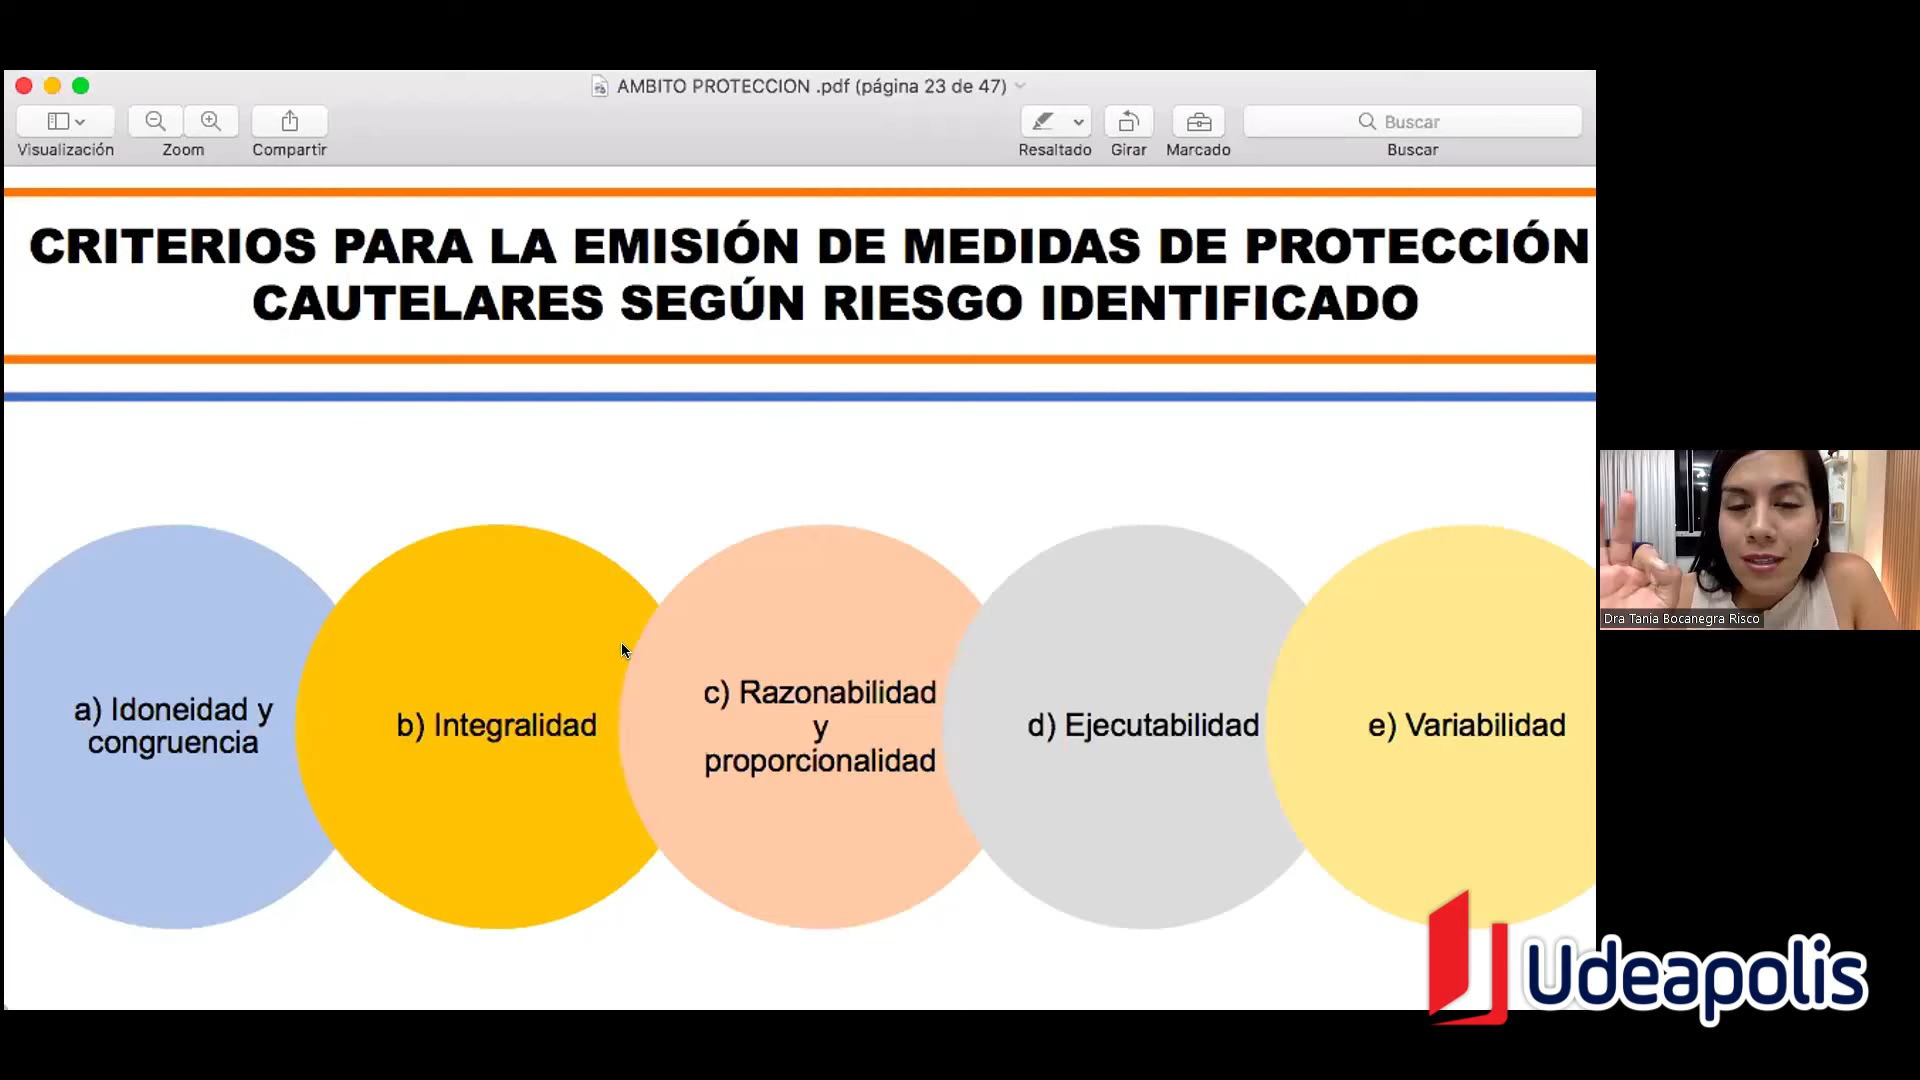 AMBITO PROTECCION .pdf (página 23 de 47)
Visualización
Zoom
Compartir
Resaltado
Girar
Marcado
Buscar
Buscar
CRITERIOS PARA LA EMISIÓN DE MEDIDAS DE PROTECCIÓN
CAUTELARES SEGÚN RIESGO IDENTIFICADO
a) Idoneidad y
congruencia
b) Integralidad
c) Razonabilidad
y
proporcionalidad
d) Ejecutabilidad
e) Variabilidad
Dra Tania Bocanegra Risco
Udeapolis